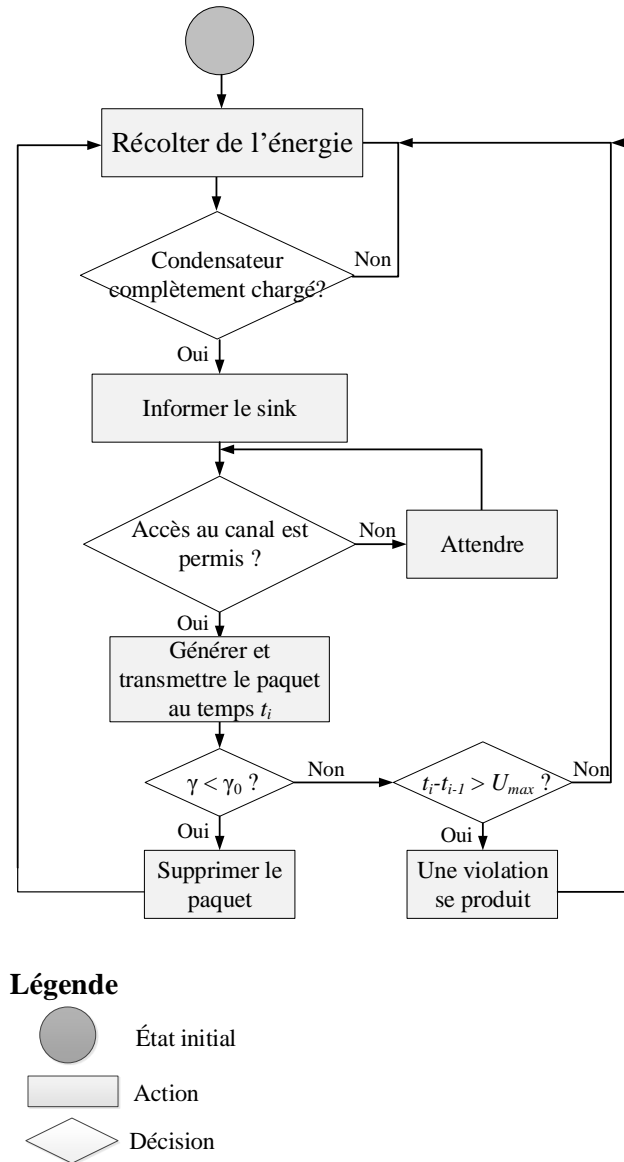 Récolter de l’énergie
Condensateur
complètement chargé?
Non
Oui
Informer le sink
Accès au canal est
permis ?
Non
Attendre
Oui
Générer et
transmettre le paquet
au temps tᵢ
γ < γ₀ ?
Non
tᵢ-tᵢ₋₁ > Uₘₐₓ ?
Non
Oui
Oui
Supprimer le
paquet
Une violation
se produit
Légende
État initial
Action
Décision